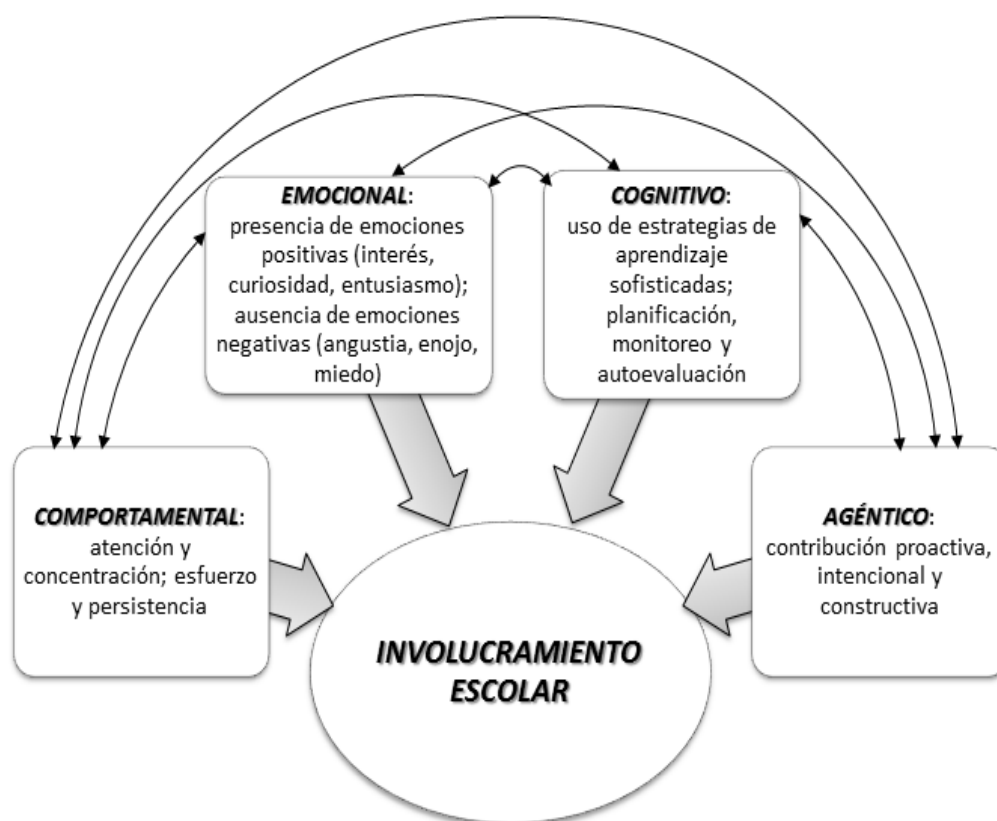 EMOCIONAL:
presencia de emociones
positivas (interés,
curiosidad, entusiasmo);
ausencia de emociones
negativas (angustia, enojo,
miedo)
COGNITIVO:
uso de estrategias de
aprendizaje
sofisticadas;
planificación,
monitoreo y
autoevaluación
COMPORTAMENTAL:
atención y
concentración; esfuerzo
y persistencia
AGÉNTICO:
contribución proactiva,
intencional y
constructiva
INVOLUCRAMIENTO
ESCOLAR